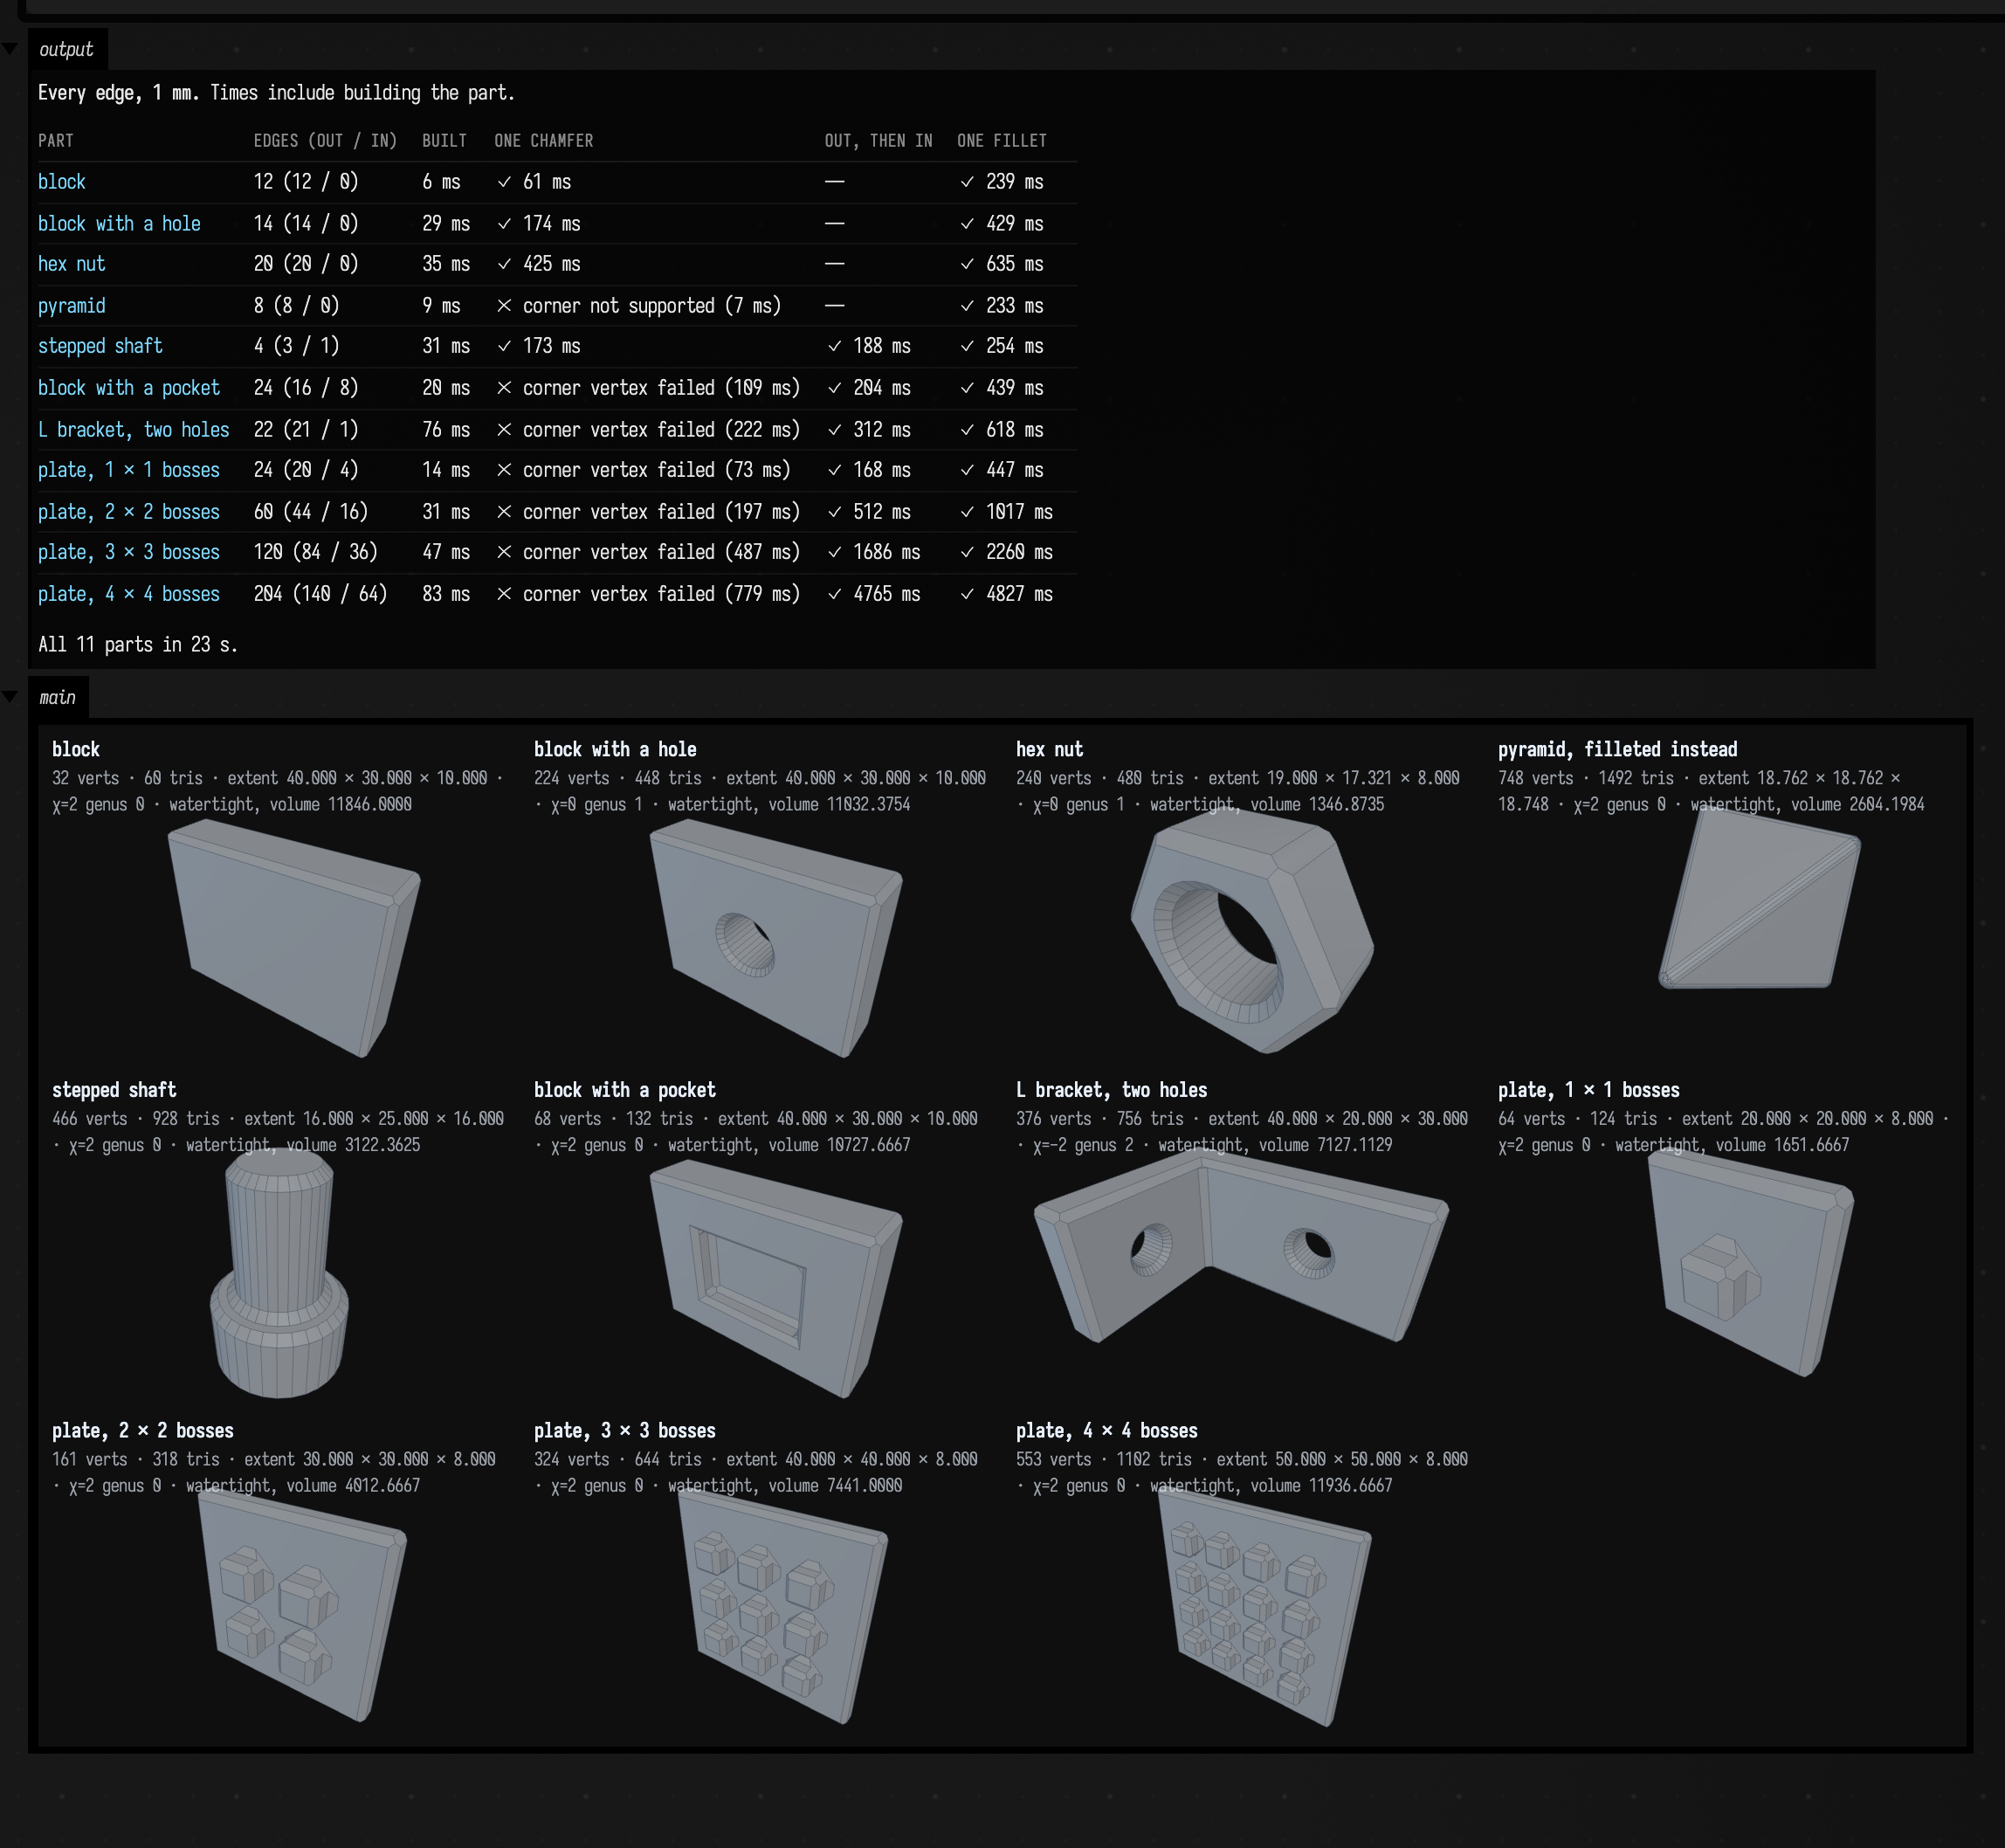 output
Every edge, 1 mm. Times include building the part.
PART EDGES (OUT / IN) BUILT ONE CHAMFER OUT, THEN IN ONE FILLET
block 12 (12 / 0) 6 ms ✓ 61 ms — ✓ 239 ms
block with a hole 14 (14 / 0) 29 ms ✓ 174 ms — ✓ 429 ms
hex nut 20 (20 / 0) 35 ms ✓ 425 ms — ✓ 635 ms
pyramid 8 (8 / 0) 9 ms ✕ corner not supported (7 ms) — ✓ 233 ms
stepped shaft 4 (3 / 1) 31 ms ✓ 173 ms ✓ 188 ms ✓ 254 ms
block with a pocket 24 (16 / 8) 20 ms ✕ corner vertex failed (109 ms) ✓ 204 ms ✓ 439 ms
L bracket, two holes 22 (21 / 1) 76 ms ✕ corner vertex failed (222 ms) ✓ 312 ms ✓ 618 ms
plate, 1 × 1 bosses 24 (20 / 4) 14 ms ✕ corner vertex failed (73 ms) ✓ 168 ms ✓ 447 ms
plate, 2 × 2 bosses 60 (44 / 16) 31 ms ✕ corner vertex failed (197 ms) ✓ 512 ms ✓ 1017 ms
plate, 3 × 3 bosses 120 (84 / 36) 47 ms ✕ corner vertex failed (487 ms) ✓ 1686 ms ✓ 2260 ms
plate, 4 × 4 bosses 204 (140 / 64) 83 ms ✕ corner vertex failed (779 ms) ✓ 4765 ms ✓ 4827 ms
All 11 parts in 23 s.
main
block
32 verts · 60 tris · extent 40.000 × 30.000 × 10.000 ·
χ=2 genus 0 · watertight, volume 11846.0000
block with a hole
224 verts · 448 tris · extent 40.000 × 30.000 × 10.000
· χ=0 genus 1 · watertight, volume 11032.3754
hex nut
240 verts · 480 tris · extent 19.000 × 17.321 × 8.000
· χ=0 genus 1 · watertight, volume 1346.8735
pyramid, filleted instead
748 verts · 1492 tris · extent 18.762 × 18.762 ×
18.748 · χ=2 genus 0 · watertight, volume 2604.1984
stepped shaft
466 verts · 928 tris · extent 16.000 × 25.000 × 16.000
· χ=2 genus 0 · watertight, volume 3122.3625
block with a pocket
68 verts · 132 tris · extent 40.000 × 30.000 × 10.000
· χ=2 genus 0 · watertight, volume 10727.6667
L bracket, two holes
376 verts · 756 tris · extent 40.000 × 20.000 × 30.000
· χ=−2 genus 2 · watertight, volume 7127.1129
plate, 1 × 1 bosses
64 verts · 124 tris · extent 20.000 × 20.000 × 8.000 ·
χ=2 genus 0 · watertight, volume 1651.6667
plate, 2 × 2 bosses
161 verts · 318 tris · extent 30.000 × 30.000 × 8.000
· χ=2 genus 0 · watertight, volume 4012.6667
plate, 3 × 3 bosses
324 verts · 644 tris · extent 40.000 × 40.000 × 8.000
· χ=2 genus 0 · watertight, volume 7441.0000
plate, 4 × 4 bosses
553 verts · 1102 tris · extent 50.000 × 50.000 × 8.000
· χ=2 genus 0 · watertight, volume 11936.6667